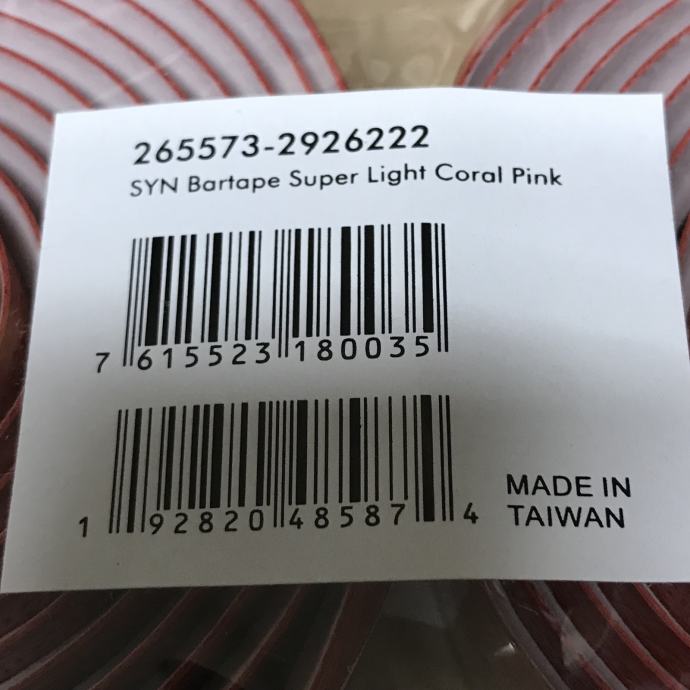 265573-2926222
SYN Bartape Super Light Coral Pink
7 615523 180035
1 92820 48587 4
MADE IN
TAIWAN